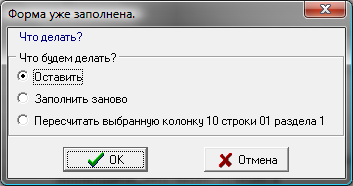 Форма уже заполнена.
Что делать?
Что будем делать?
Оставить
Заполнить заново
Пересчитать выбранную колонку 10 строки 01 раздела 1
OK
Отмена